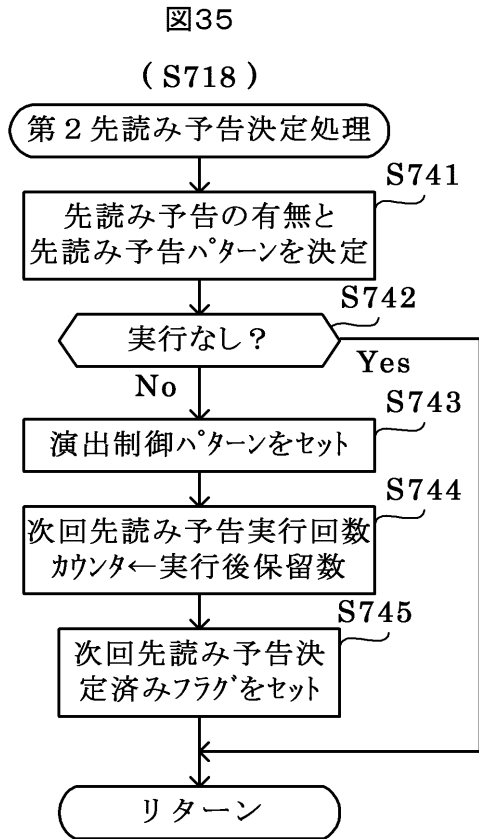 図35
(S718)
第2先読み予告決定処理
S741
先読み予告の有無と
先読み予告パターンを決定
S742
実行なし？
Yes
No
S743
演出制御パターンをセット
S744
次回先読み予告実行回数
カウンタ←実行後保留数
S745
次回先読み予告決
定済みフラグをセット
リターン